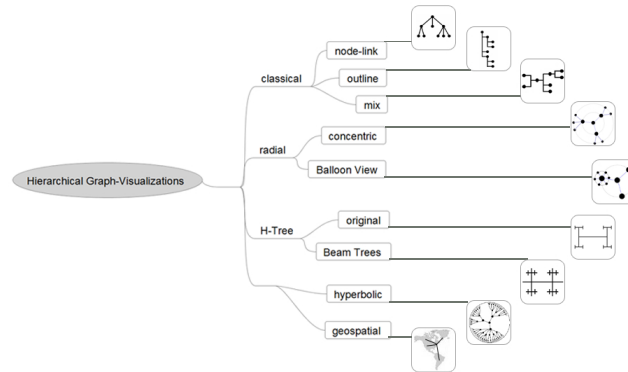 Hierarchical Graph-Visualizations
classical
node-link
outline
mix
radial
concentric
Balloon View
H-Tree
original
Beam Trees
hyperbolic
geospatial